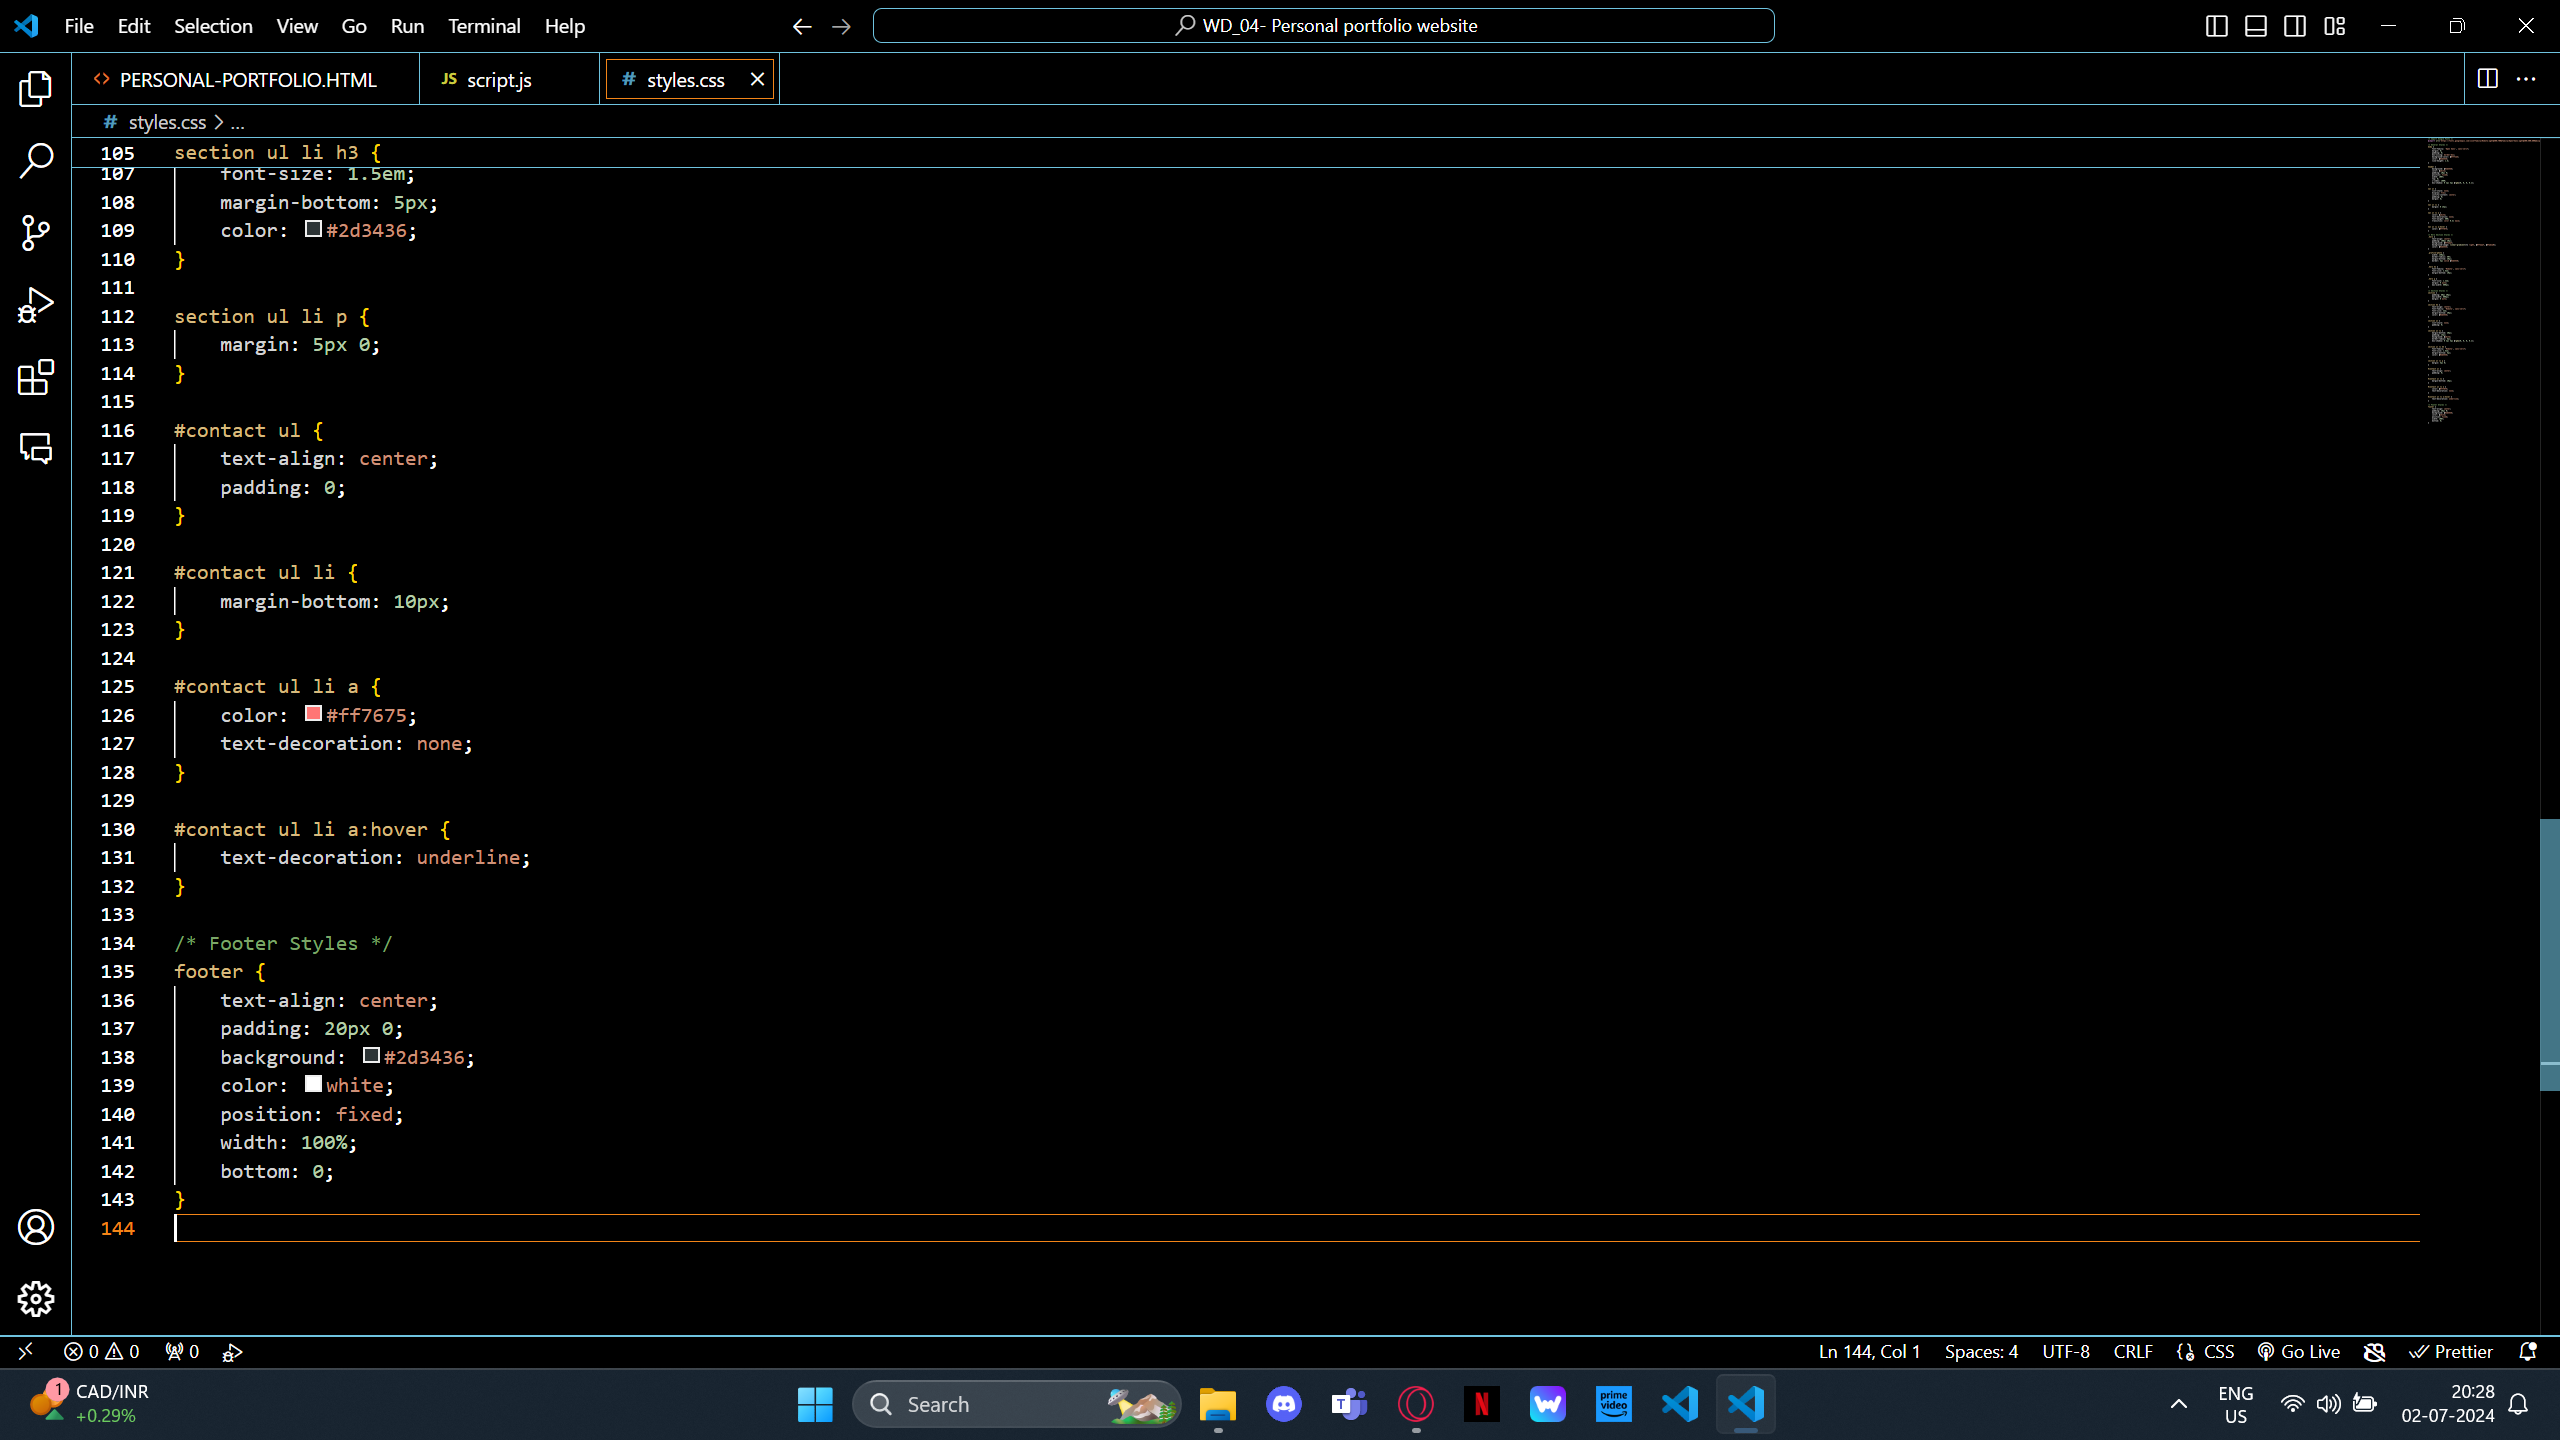 File Edit Selection View Go Run Terminal Help
WD_04- Personal portfolio website
<> PERSONAL-PORTFOLIO.HTML
JS script.js
# styles.css
# styles.css > ...
105 section ul li h3 {
107 font-size: 1.5em;
108 margin-bottom: 5px;
109 color: #2d3436;
110 }
111
112 section ul li p {
113 margin: 5px 0;
114 }
115
116 #contact ul {
117 text-align: center;
118 padding: 0;
119 }
120
121 #contact ul li {
122 margin-bottom: 10px;
123 }
124
125 #contact ul li a {
126 color: #ff7675;
127 text-decoration: none;
128 }
129
130 #contact ul li a:hover {
131 text-decoration: underline;
132 }
133
134 /* Footer Styles */
135 footer {
136 text-align: center;
137 padding: 20px 0;
138 background: #2d3436;
139 color: white;
140 position: fixed;
141 width: 100%;
142 bottom: 0;
143 }
144
0 0 0
Ln 144, Col 1 Spaces: 4 UTF-8 CRLF CSS Go Live Prettier
1 CAD/INR
+0.29%
Search
T
N
W
prime video
ENG
US
20:28
02-07-2024